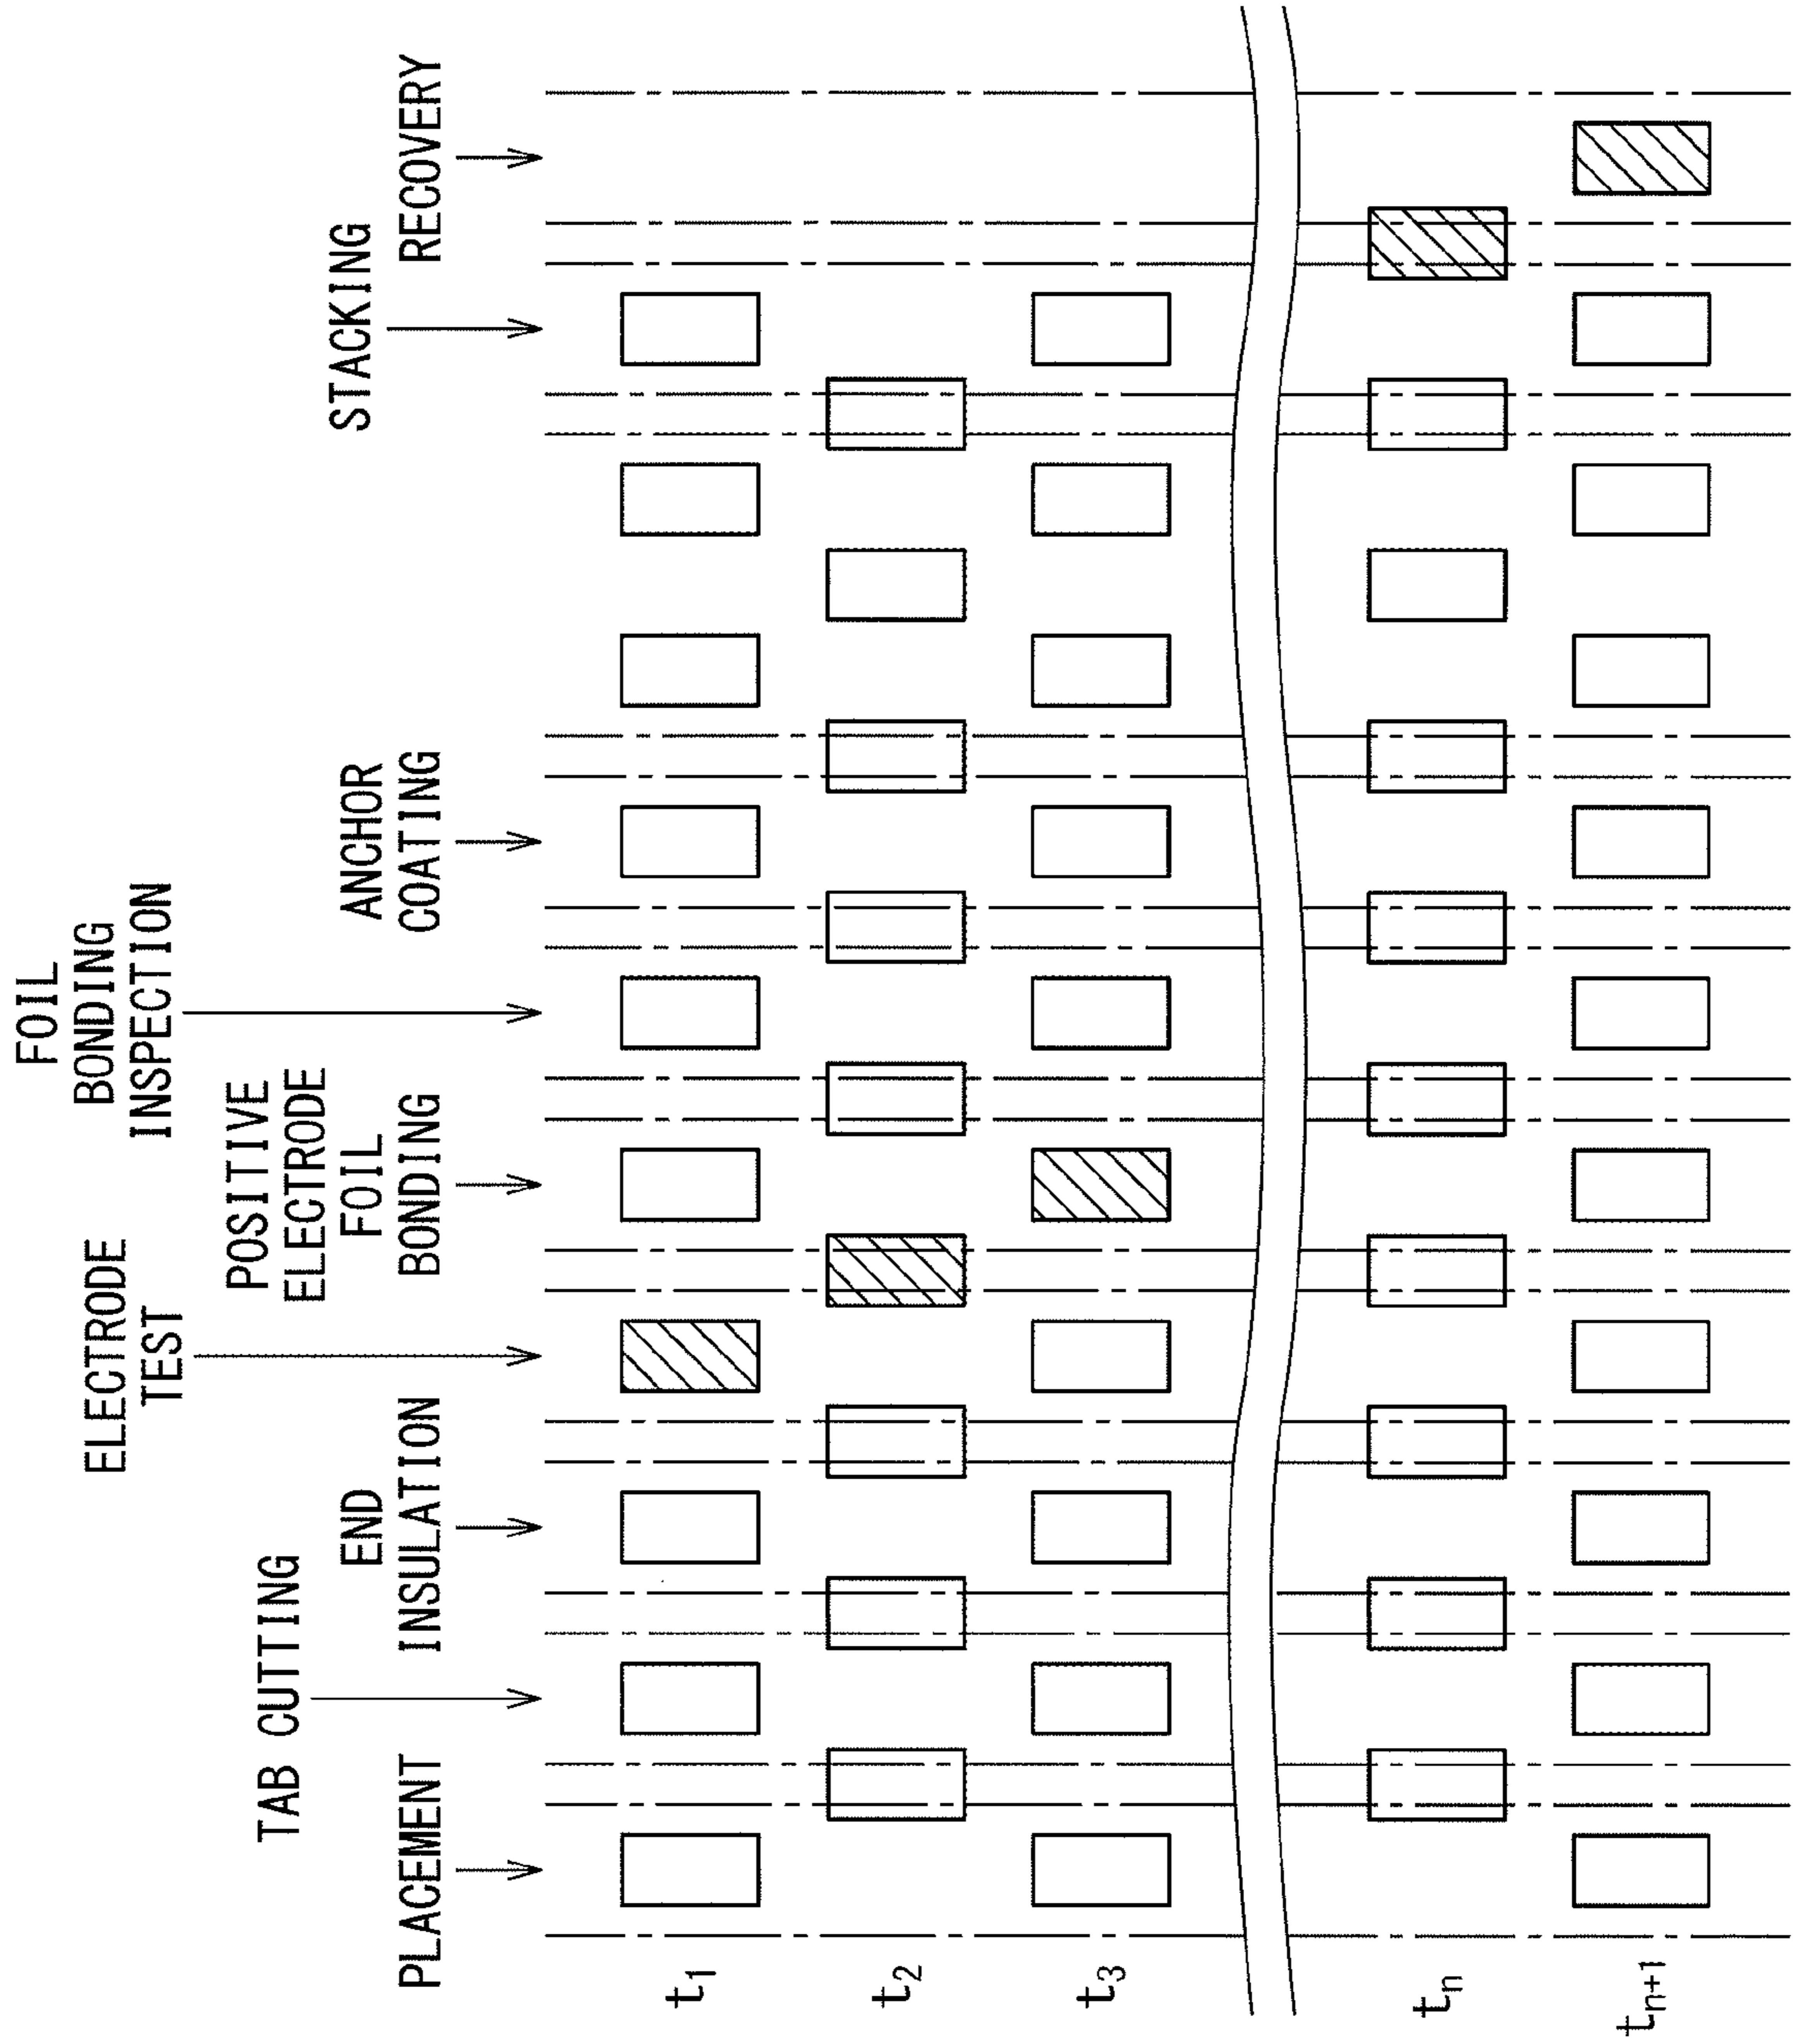 PLACEMENT
TAB CUTTING
END
INSULATION
ELECTRODE
TEST
POSITIVE
ELECTRODE
FOIL
BONDING
FOIL
BONDING
INSPECTION
ANCHOR
COATING
STACKING
RECOVERY
t1
t2
t3
tn
tn+1